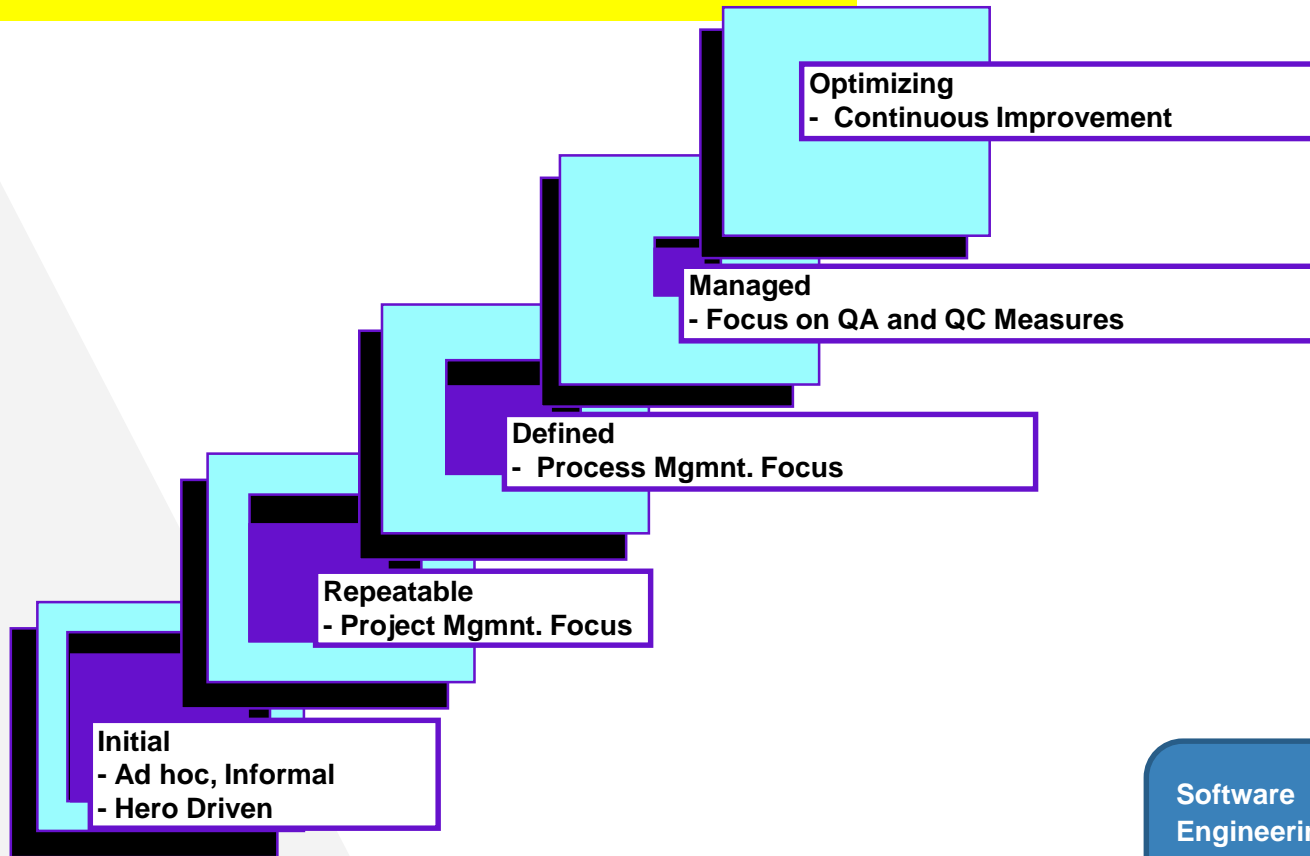 Optimizing
- Continuous Improvement
Managed
- Focus on QA and QC Measures
Defined
- Process Mgmnt. Focus
Repeatable
- Project Mgmnt. Focus
Initial
- Ad hoc, Informal
- Hero Driven
Software